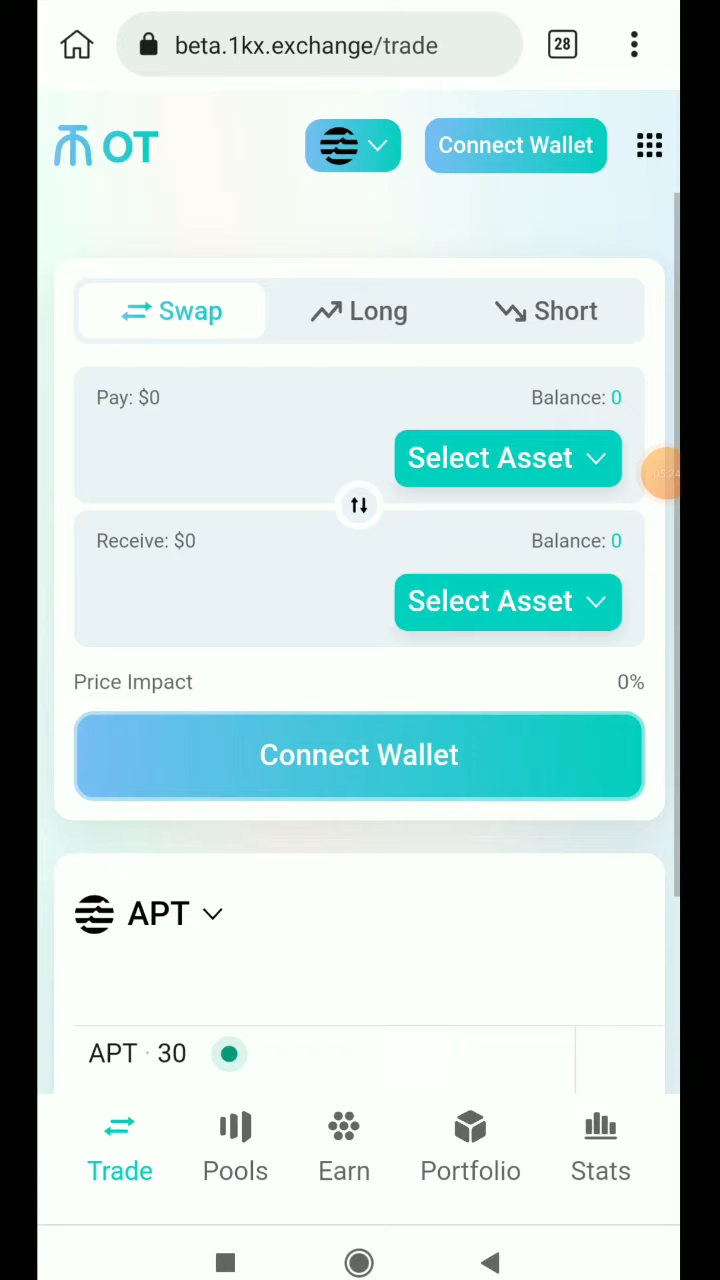 beta.1kx.exchange/trade
28
OT
Connect Wallet
Swap
Long
Short
Pay: $0
Balance: 0
Select Asset
Receive: $0
Balance: 0
Select Asset
Price Impact
0%
Connect Wallet
APT
APT · 30
Trade
Pools
Earn
Portfolio
Stats